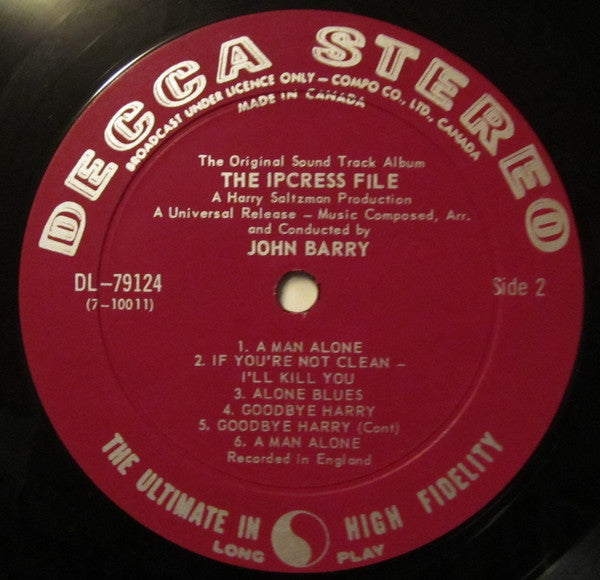 DECCA STEREO
BROADCAST UNDER LICENCE ONLY – COMPO CO., LTD., CANADA
MADE IN CANADA
The Original Sound Track Album
THE IPCRESS FILE
A Harry Saltzman Production
A Universal Release – Music Composed, Arr.
and Conducted by
JOHN BARRY
DL-79124
(7-10011)
Side 2
1. A MAN ALONE
2. IF YOU'RE NOT CLEAN –
I'LL KILL YOU
3. ALONE BLUES
4. GOODBYE HARRY
5. GOODBYE HARRY (Cont)
6. A MAN ALONE
Recorded in England
THE ULTIMATE IN HIGH FIDELITY
LONG PLAY